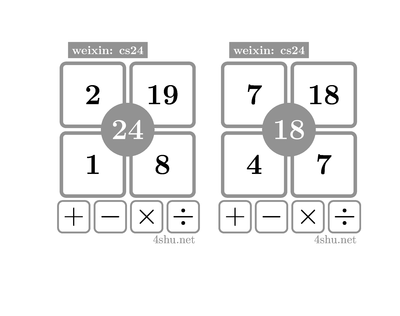 weixin: cs24
2 19
24
1 8
+ − × ÷
4shu.net
weixin: cs24
7 18
18
4 7
+ − × ÷
4shu.net